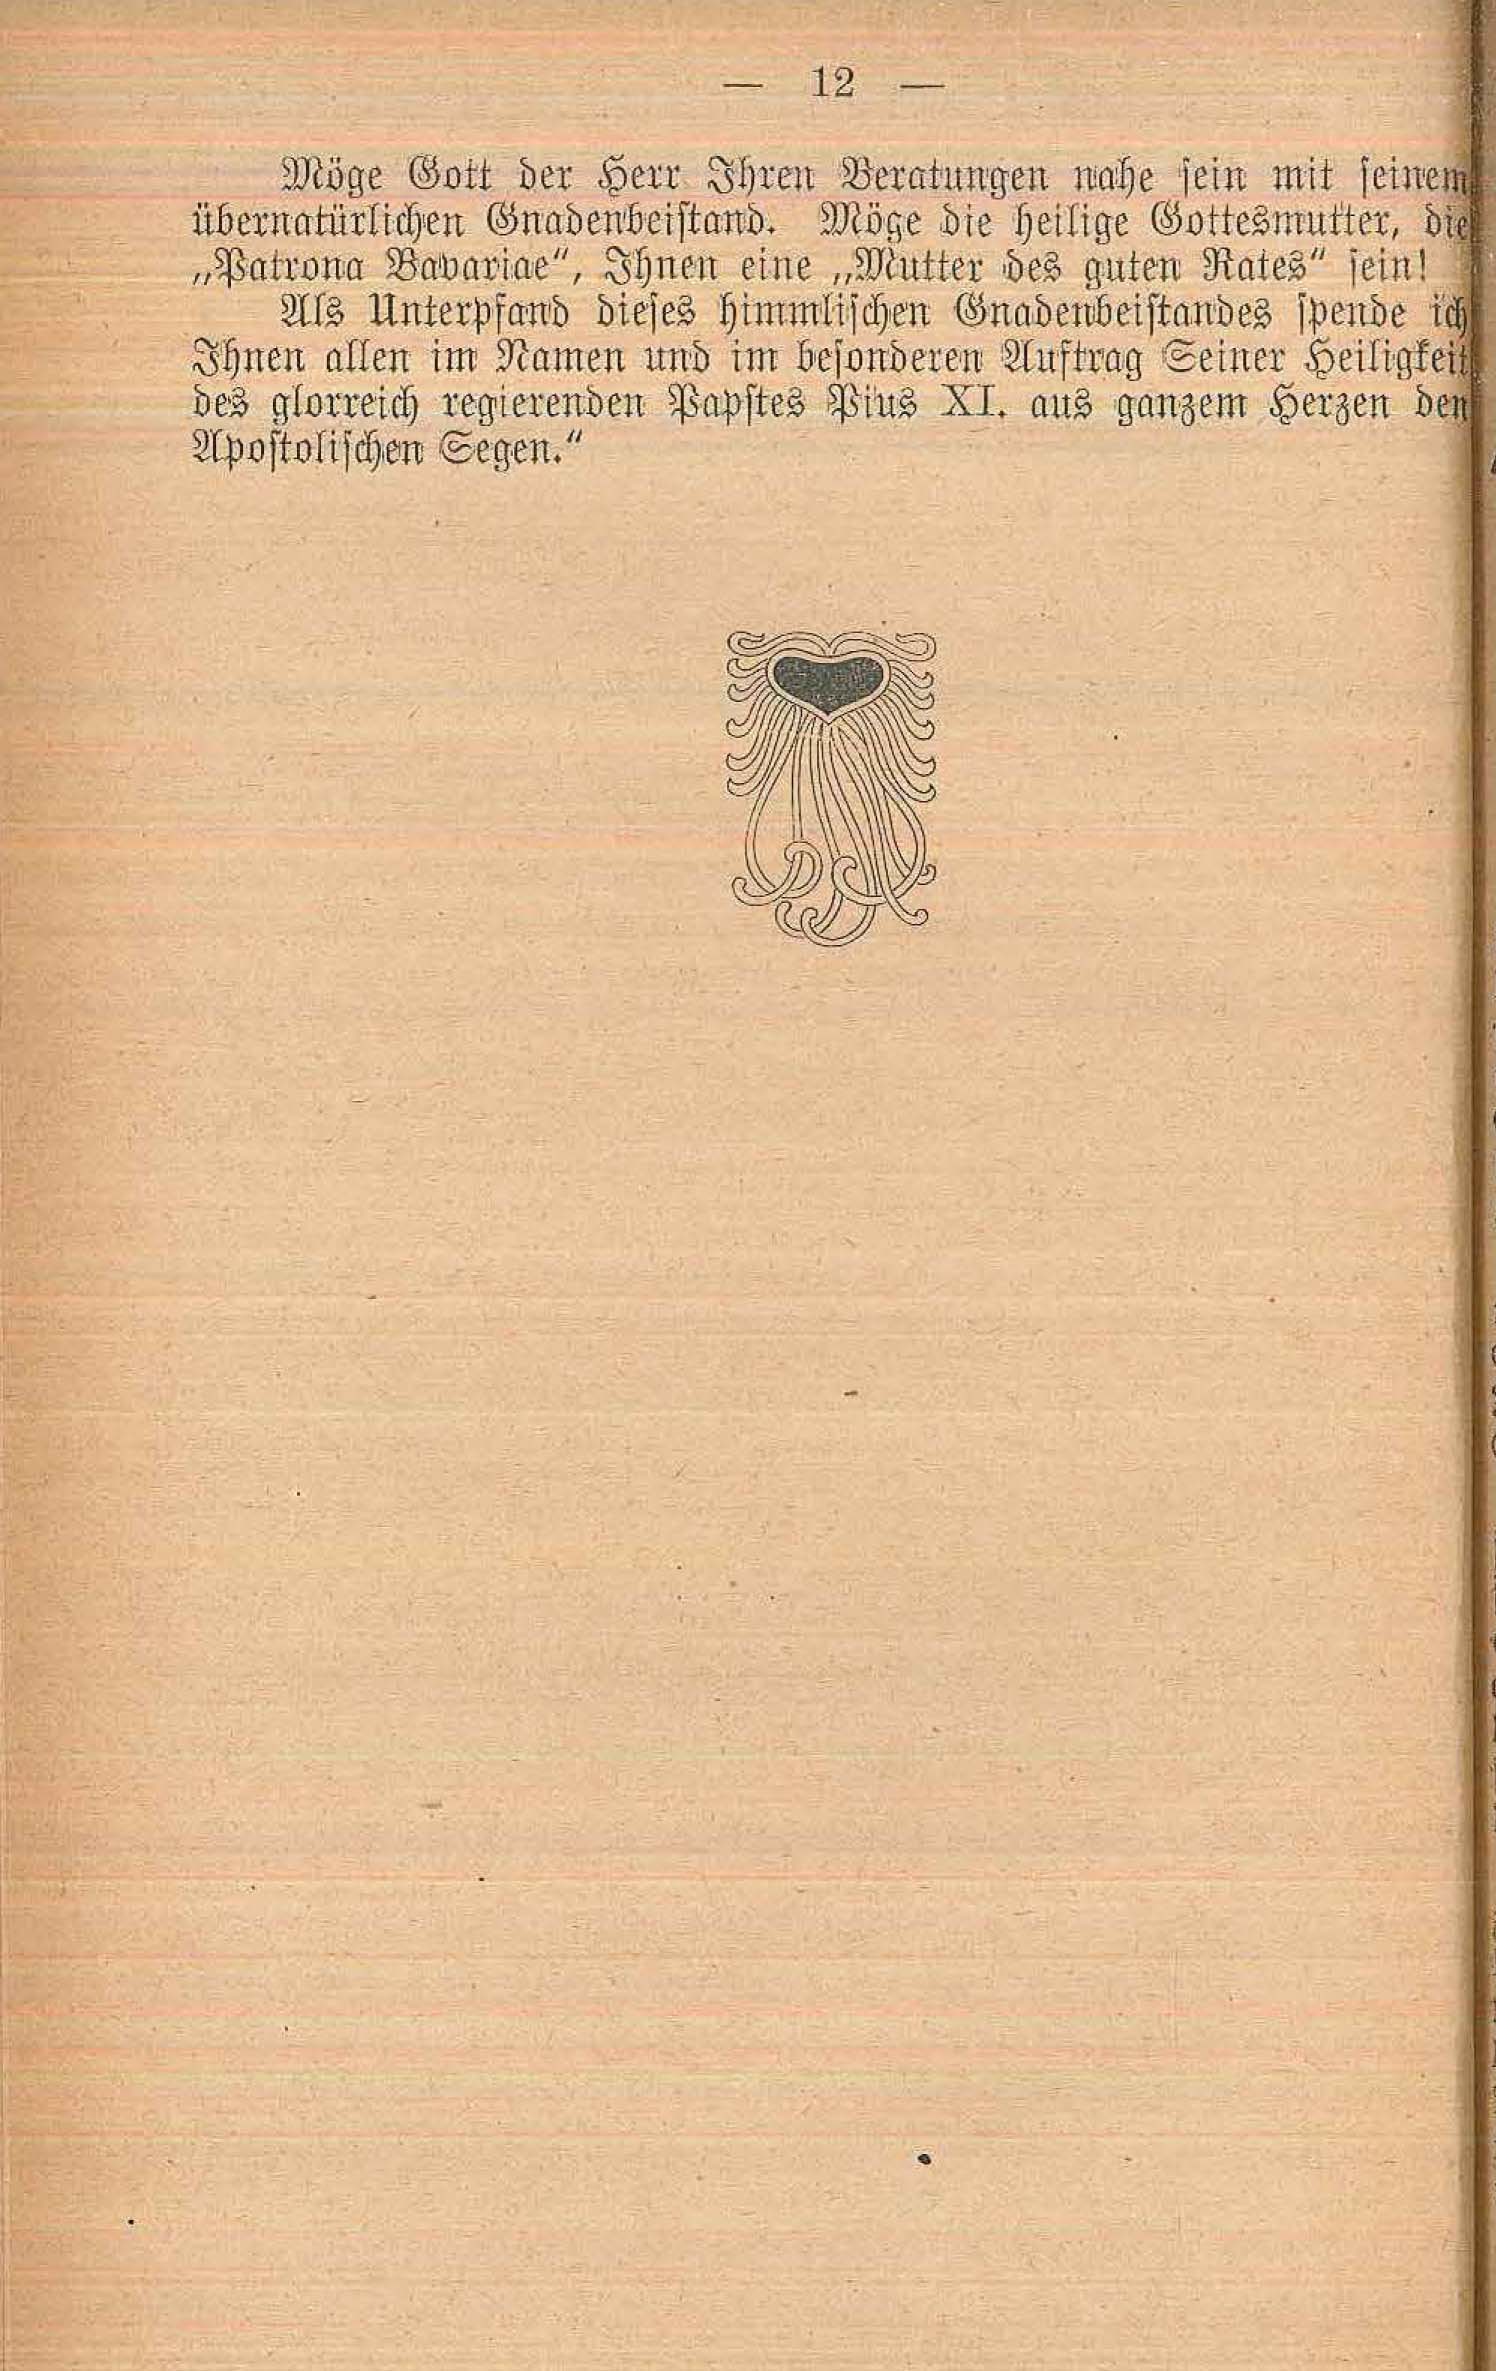 — 12 —
Möge Gott der Herr Ihren Beratungen nahe sein mit seinem
übernatürlichen Gnadenbeistand. Möge die heilige Gottesmutter, die
„Patrona Bavariae“, Ihnen eine „Mutter des guten Rates“ sein!
Als Unterpfand dieses himmlischen Gnadenbeistandes spende ich
Ihnen allen im Namen und im besonderen Auftrag Seiner Heiligkeit
des glorreich regierenden Papstes Pius XI. aus ganzem Herzen den
Apostolischen Segen.“